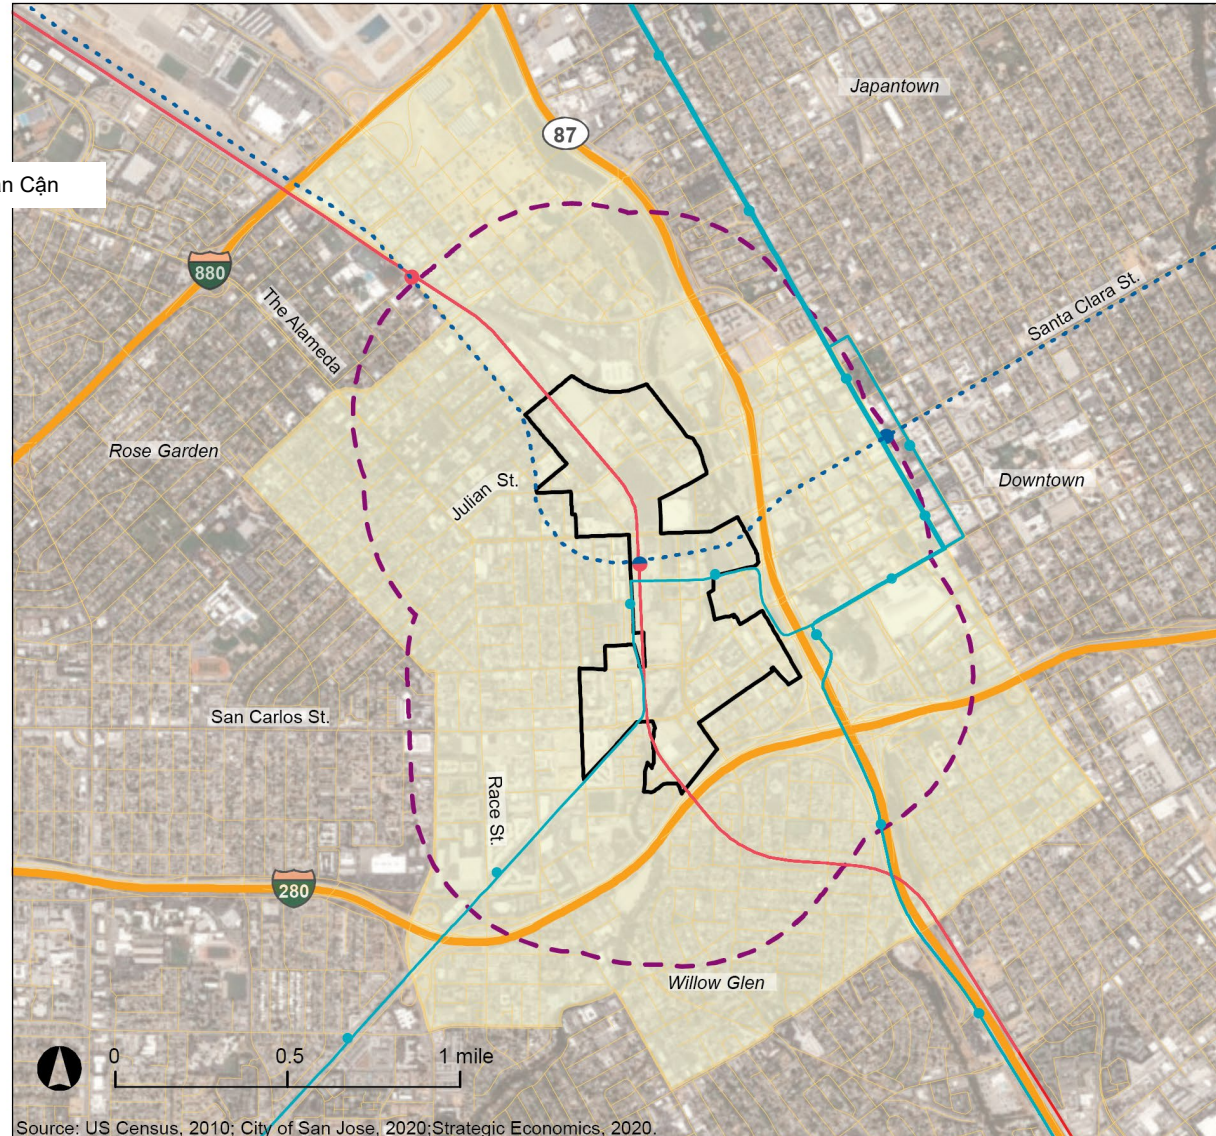 Japantown
87
Cận
880
The Alameda
Santa Clara St.
Rose Garden
Julian St.
Downtown
San Carlos St.
Race St.
280
Willow Glen
0 0.5 1 mile
Source: US Census, 2010; City of San Jose, 2020;Strategic Economics, 2020.